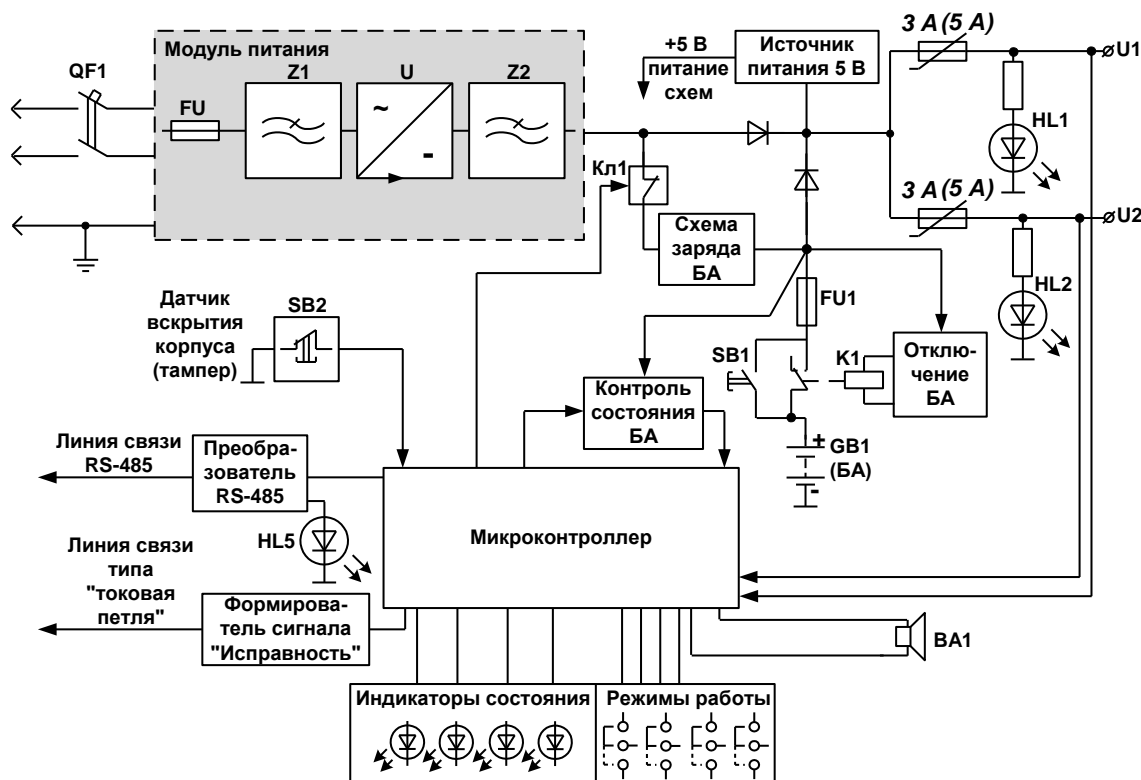 3 A (5 A)
+5 В
питание
схем
Источник
питания 5 В
U1
Модуль питания
QF1
Z1
U
Z2
FU
~
-
HL1
Кл1
3 A (5 A)
U2
Схема
заряда
БА
HL2
FU1
Датчик
вскрытия
корпуса
(тампер)
SB2
SB1
K1
Отклю-
чение
БА
Контроль
состояния
БА
+
GB1
(БА)
-
Линия связи
RS-485
Преобра-
зователь
RS-485
HL5
Микроконтроллер
Линия связи
типа
"токовая
петля"
Формирова-
тель сигнала
"Исправность"
BA1
Индикаторы состояния
Режимы работы